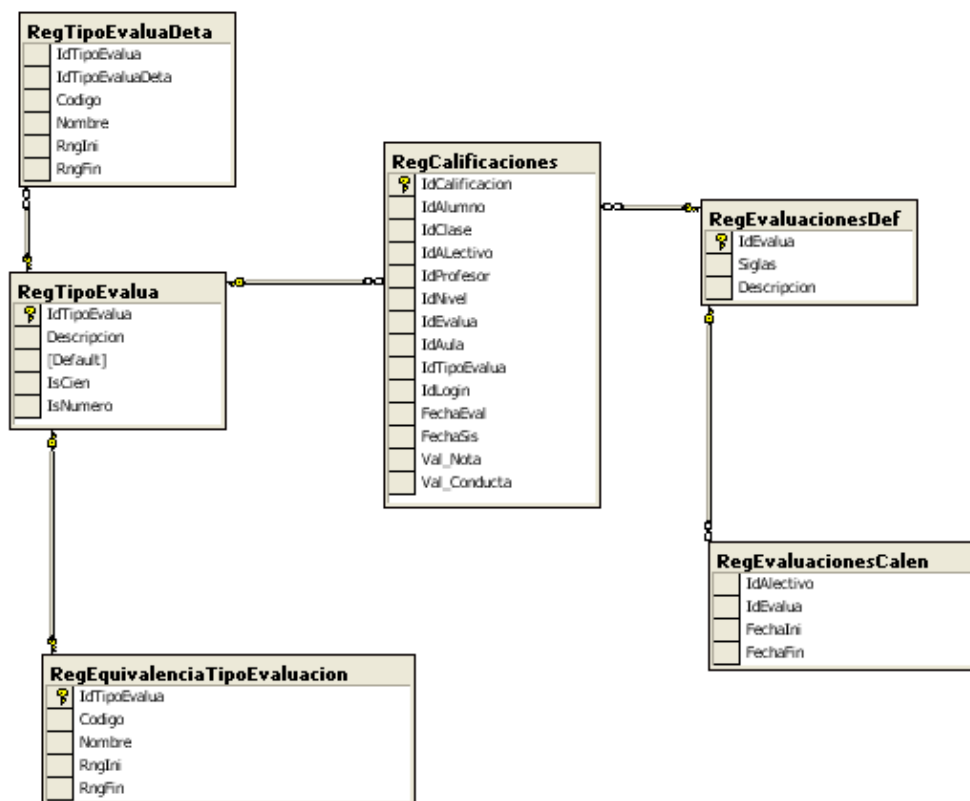 RegTipoEvaluaDeta
IdTipoEvalua
IdTipoEvaluaDeta
Codigo
Nombre
RngIni
RngFin
RegTipoEvalua
IdTipoEvalua
Descripcion
[Default]
IsCien
IsNumero
RegCalificaciones
IdCalificacion
IdAlumno
IdClase
IdALectivo
IdProfesor
IdNivel
IdEvalua
IdAula
IdTipoEvalua
IdLogin
FechaEval
FechaSis
Val_Nota
Val_Conducta
RegEvaluacionesDef
IdEvalua
Siglas
Descripcion
RegEvaluacionesCalen
IdAlectivo
IdEvalua
FechaIni
FechaFin
RegEquivalenciaTipoEvaluacion
IdTipoEvalua
Codigo
Nombre
RngIni
RngFin